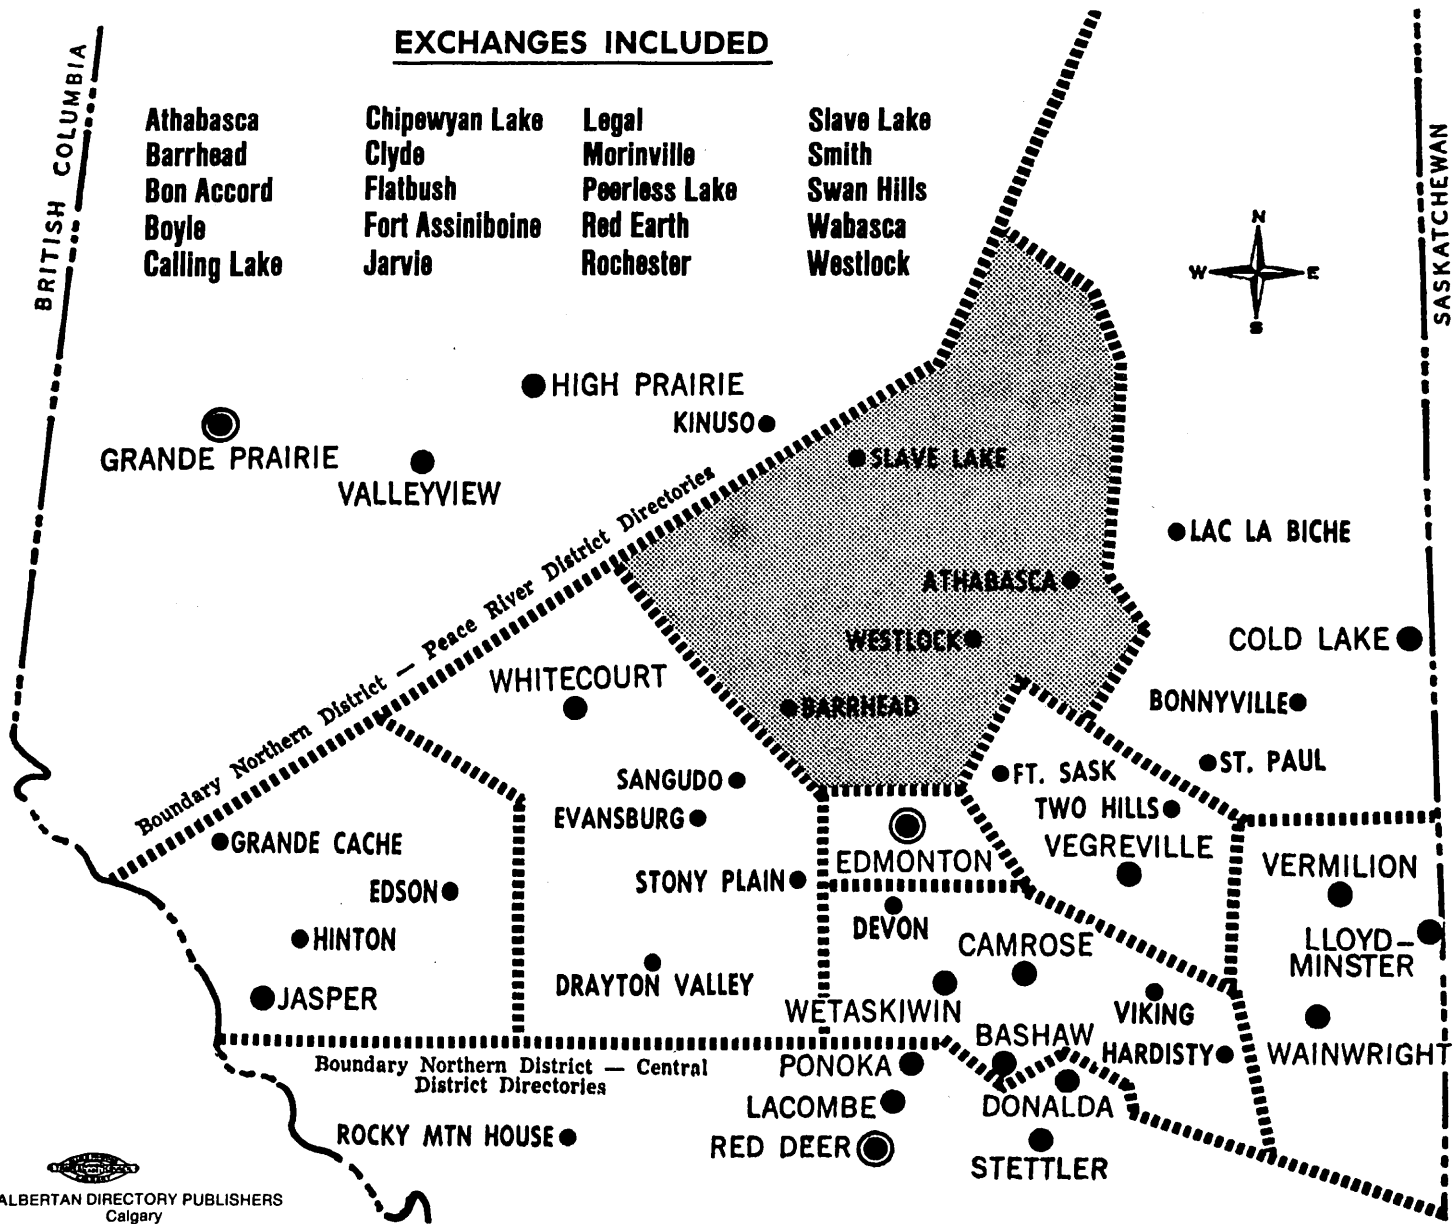 EXCHANGES INCLUDED
Athabasca
Barrhead
Bon Accord
Boyle
Calling Lake
Chipewyan Lake
Clyde
Flatbush
Fort Assiniboine
Jarvie
Legal
Morinville
Peerless Lake
Red Earth
Rochester
Slave Lake
Smith
Swan Hills
Wabasca
Westlock
BRITISH COLUMBIA
SASKATCHEWAN
N
W E
S
HIGH PRAIRIE
KINUSO
GRANDE PRAIRIE
VALLEYVIEW
SLAVE LAKE
Boundary Northern District — Peace River District Directories
LAC LA BICHE
ATHABASCA
WESTLOCK
COLD LAKE
WHITECOURT
BARRHEAD
BONNYVILLE
SANGUDO
FT. SASK
ST. PAUL
EVANSBURG
TWO HILLS
GRANDE CACHE
EDMONTON
VEGREVILLE
VERMILION
EDSON
STONY PLAIN
DEVON
HINTON
CAMROSE
LLOYD-
MINSTER
JASPER
DRAYTON VALLEY
WETASKIWIN
VIKING
BASHAW
HARDISTY
WAINWRIGHT
Boundary Northern District — Central
District Directories
PONOKA
LACOMBE
DONALDA
ROCKY MTN HOUSE
RED DEER
STETTLER
ALBERTAN DIRECTORY PUBLISHERS
Calgary